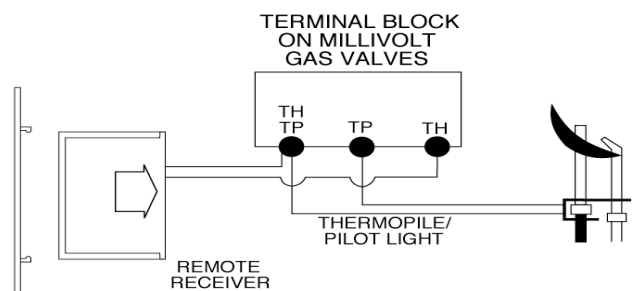 TERMINAL BLOCK
ON MILLIVOLT
GAS VALVES
TH
TP
TP
TH
THERMOPILE/
PILOT LIGHT
REMOTE
RECEIVER